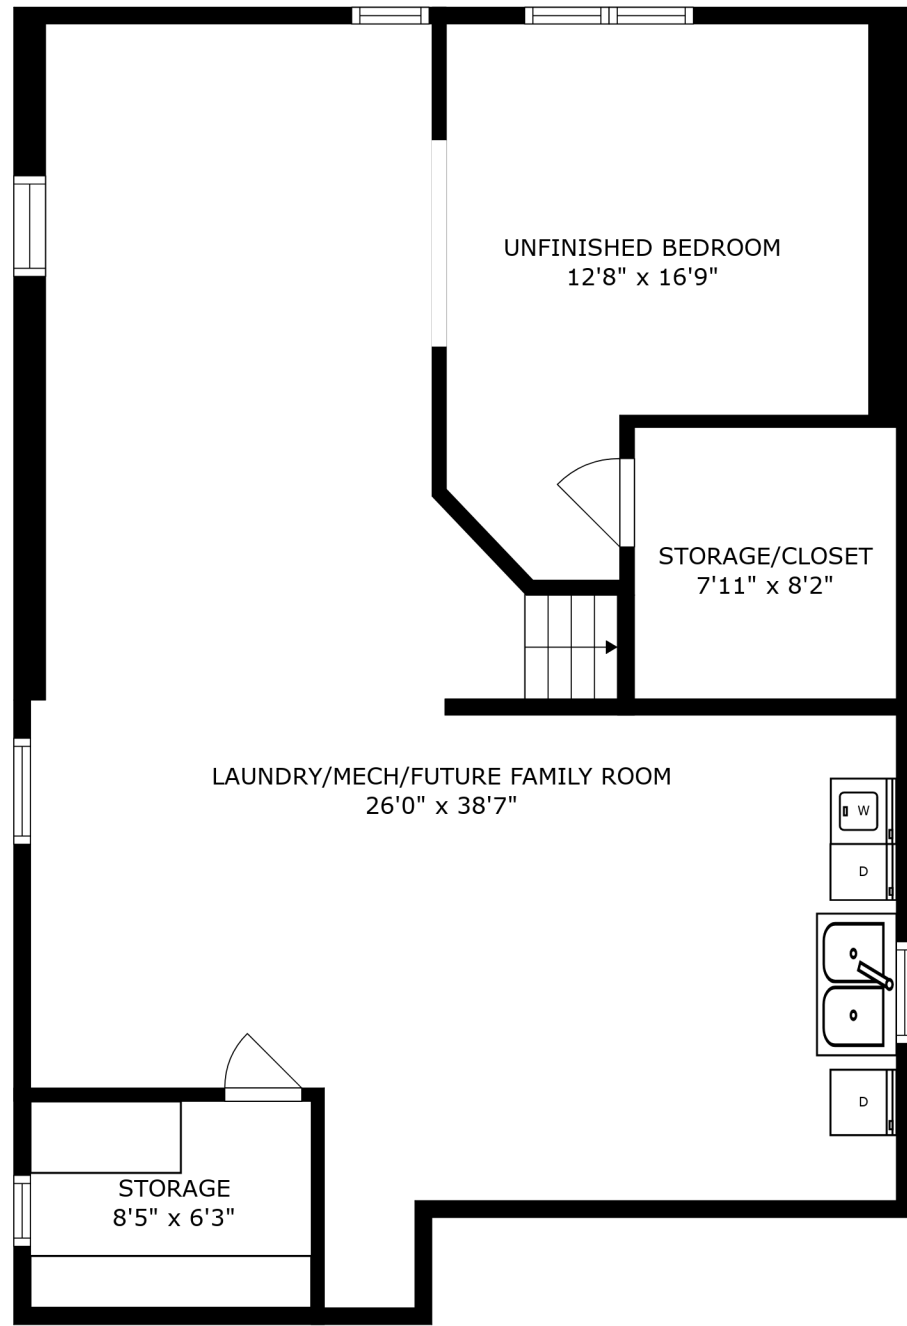 UNFINISHED BEDROOM
12'8" x 16'9"
STORAGE/CLOSET
7'11" x 8'2"
LAUNDRY/MECH/FUTURE FAMILY ROOM
26'0" x 38'7"
W
D
D
STORAGE
8'5" x 6'3"